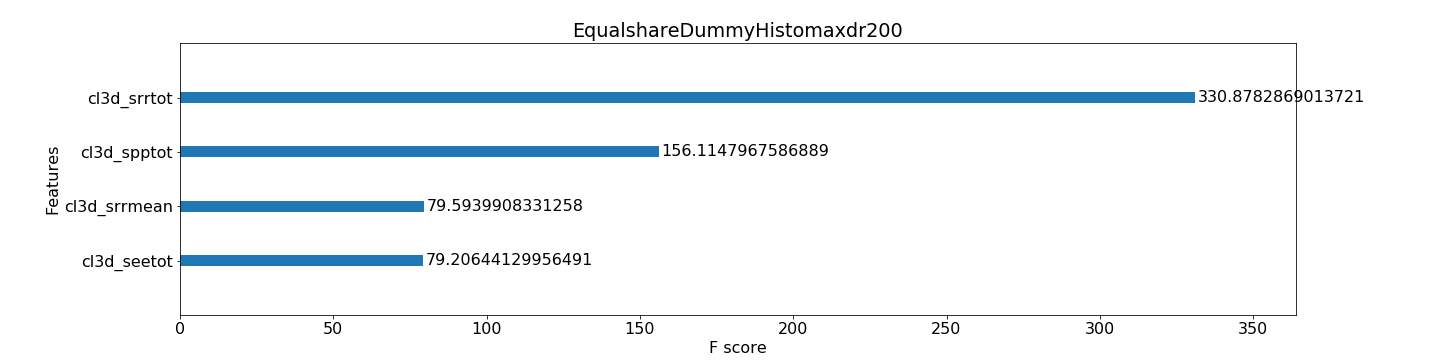 EqualshareDummyHistomaxdr200
cl3d_srrtot 330.8782869013721
cl3d_spptot 156.1147967586889
cl3d_srrmean 79.5939908331258
cl3d_seetot 79.20644129956491
Features
0 50 100 150 200 250 300 350
F score